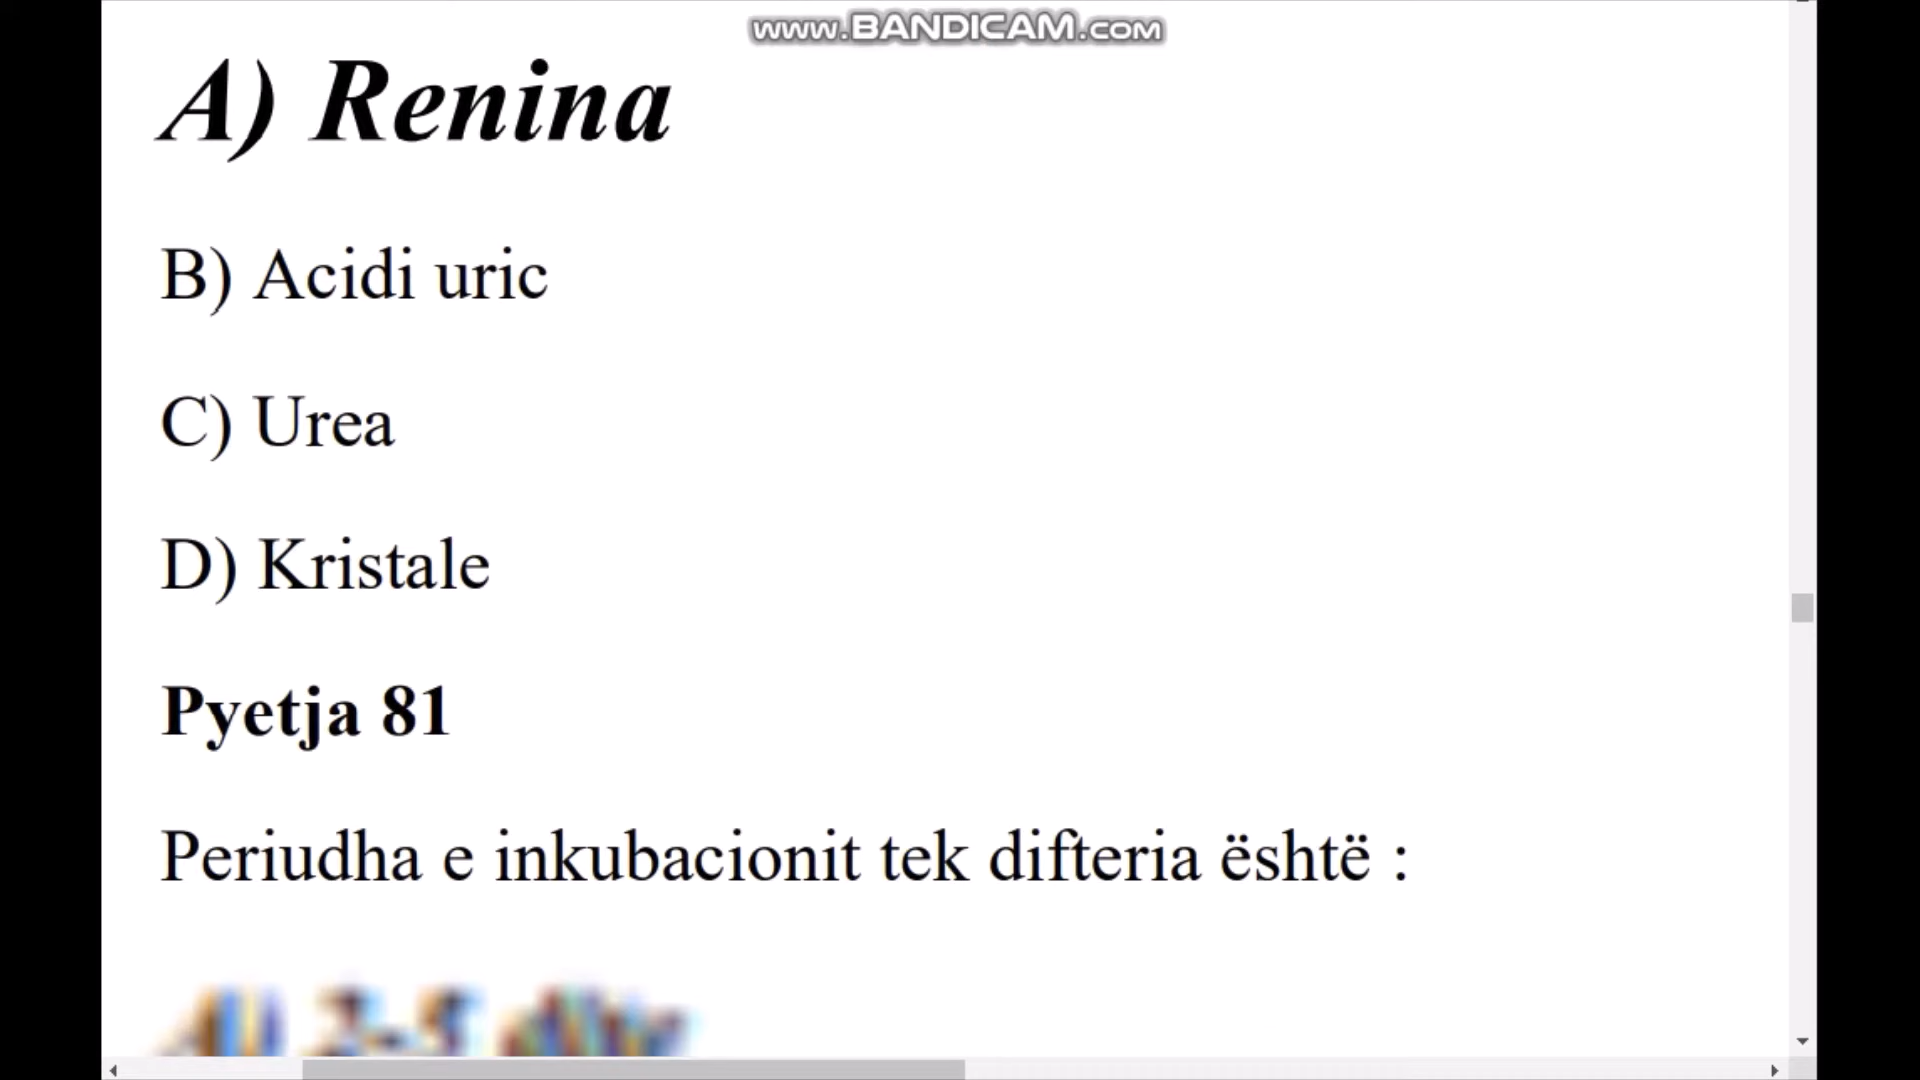 www.BANDICAM.com
A) Renina
B) Acidi uric
C) Urea
D) Kristale
Pyetja 81
Periudha e inkubacionit tek difteria është :